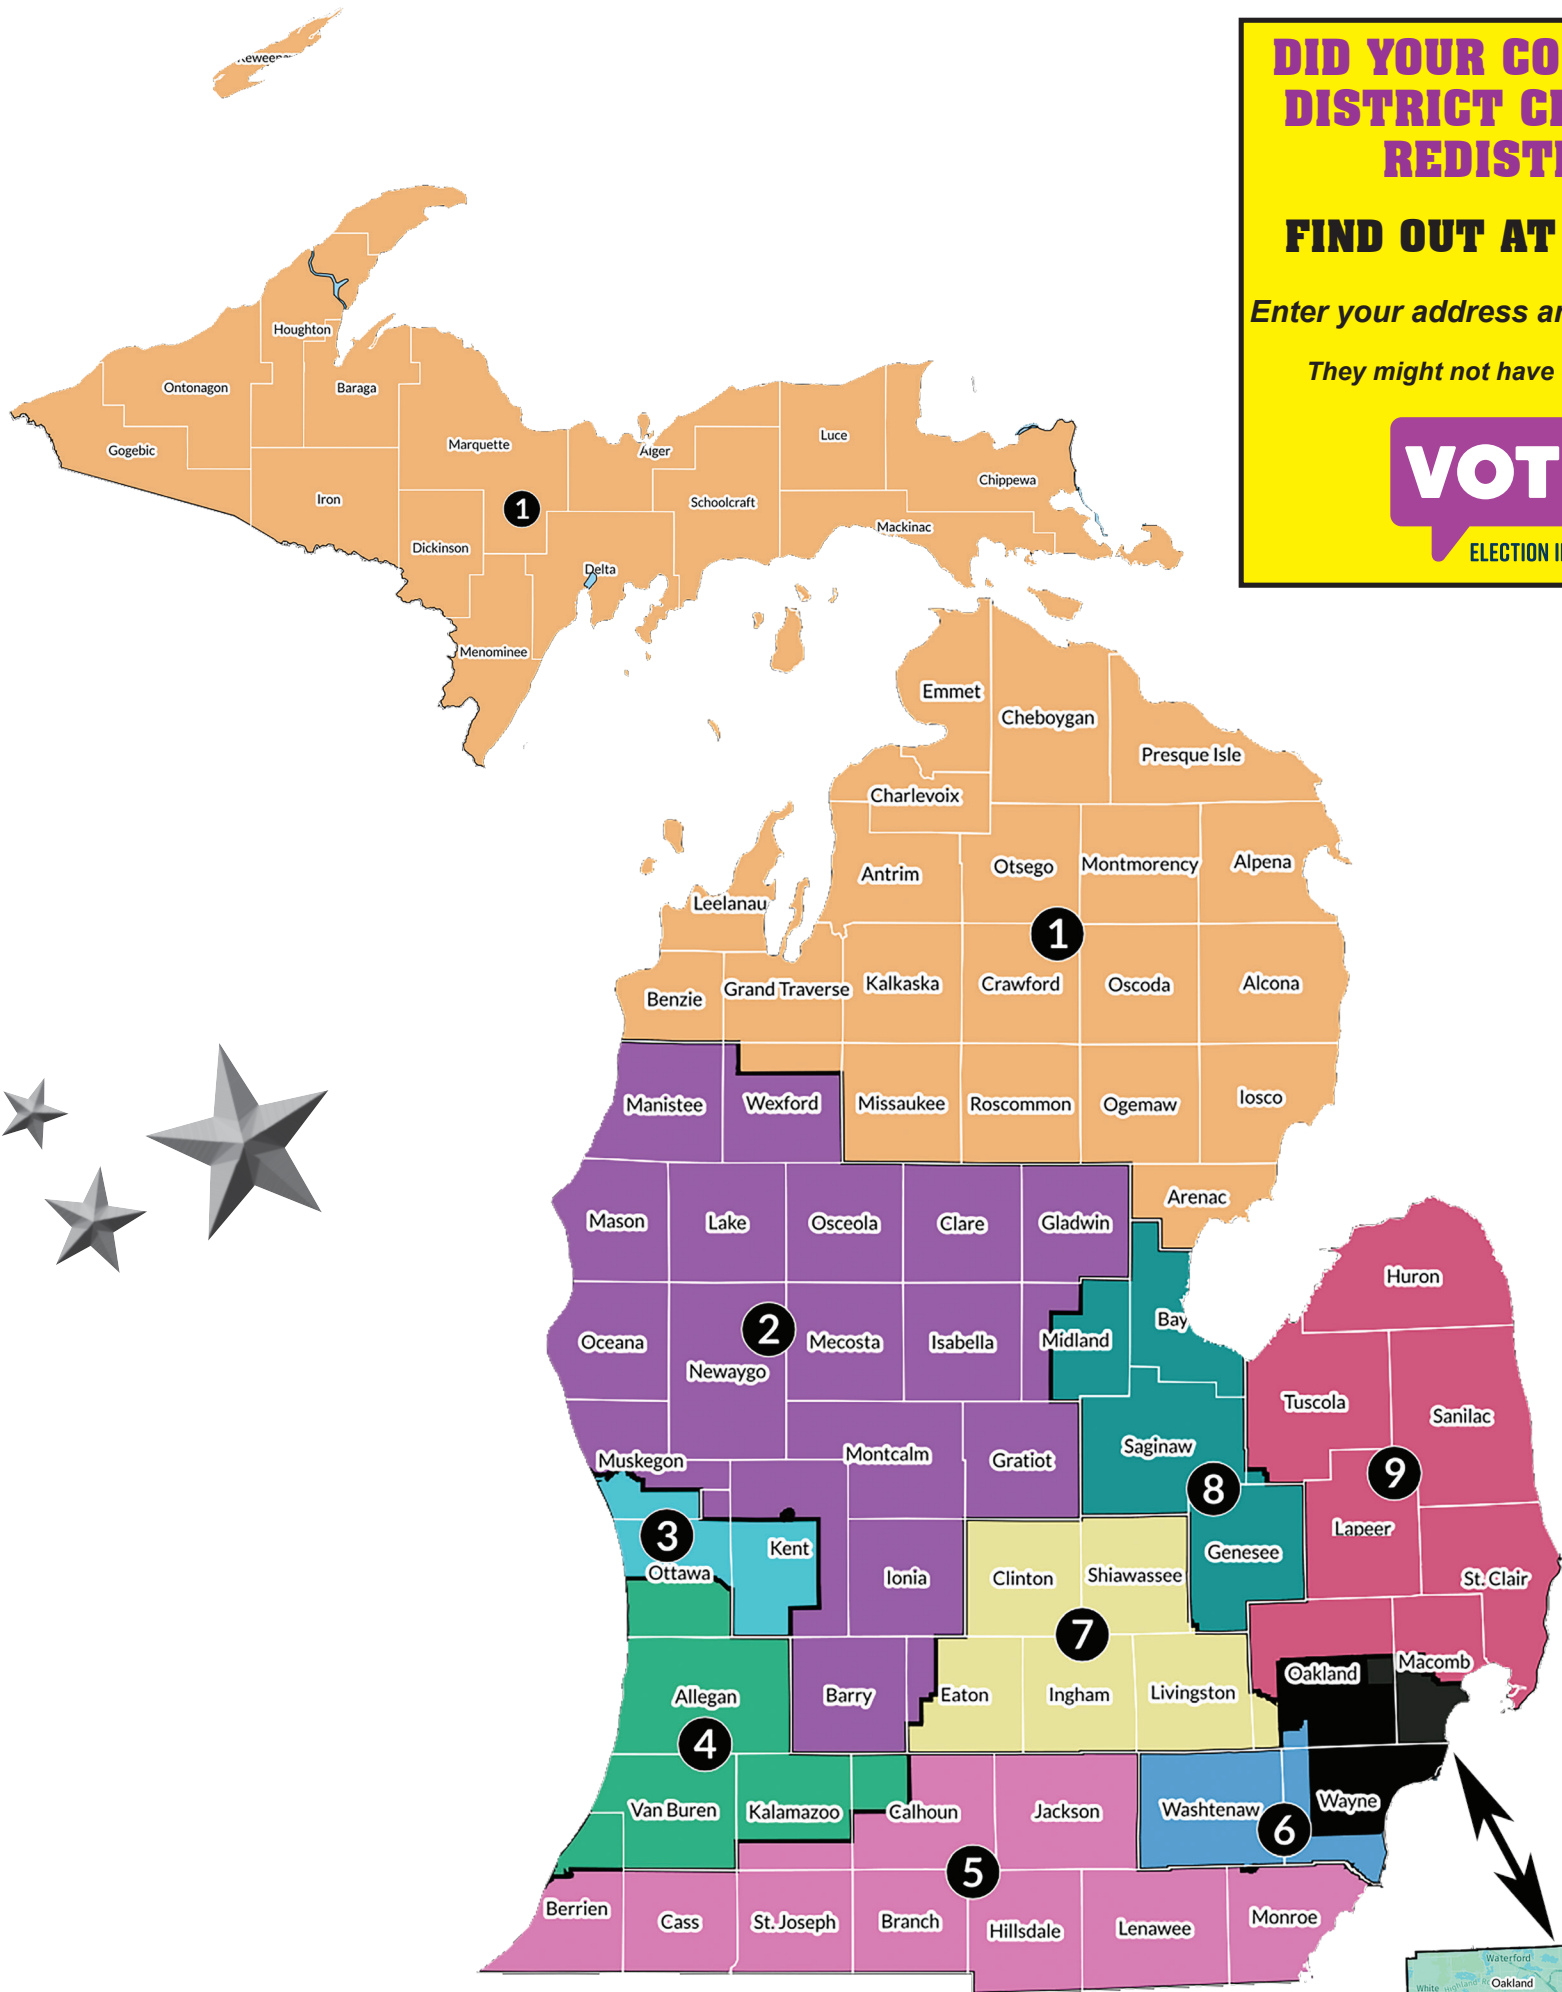 DID YOUR CO
DISTRICT C
REDIST
FIND OUT AT
Enter your address
They might not have
VOT
ELECTION
Houghton
Ontonagon
Baraga
Gogebic
Marquette
Alger
Luce
Iron
1
Schoolcraft
Chippewa
Dickinson
Mackinac
Delta
Menominee
Emmet
Cheboygan
Presque Isle
Charlevoix
Antrim
Otsego
Montmorency
Alpena
Leelanau
1
Benzie
Grand Traverse
Kalkaska
Crawford
Oscoda
Alcona
Manistee
Wexford
Missaukee
Roscommon
Ogemaw
Iosco
Arenac
Mason
Lake
Osceola
Clare
Gladwin
Huron
Oceana
2
Newaygo
Mecosta
Isabella
Midland
Bay
Tuscola
Sanilac
Muskegon
Montcalm
Gratiot
Saginaw
8
9
3
Ottawa
Kent
Ionia
Clinton
Shiawassee
Genesee
Lapeer
St. Clair
7
Allegan
Barry
Eaton
Ingham
Livingston
Oakland
Macomb
4
Van Buren
Kalamazoo
Calhoun
Jackson
Washtenaw
6
Wayne
5
Berrien
Cass
St. Joseph
Branch
Hillsdale
Lenawee
Monroe
Waterford
White
Highland
Oakland